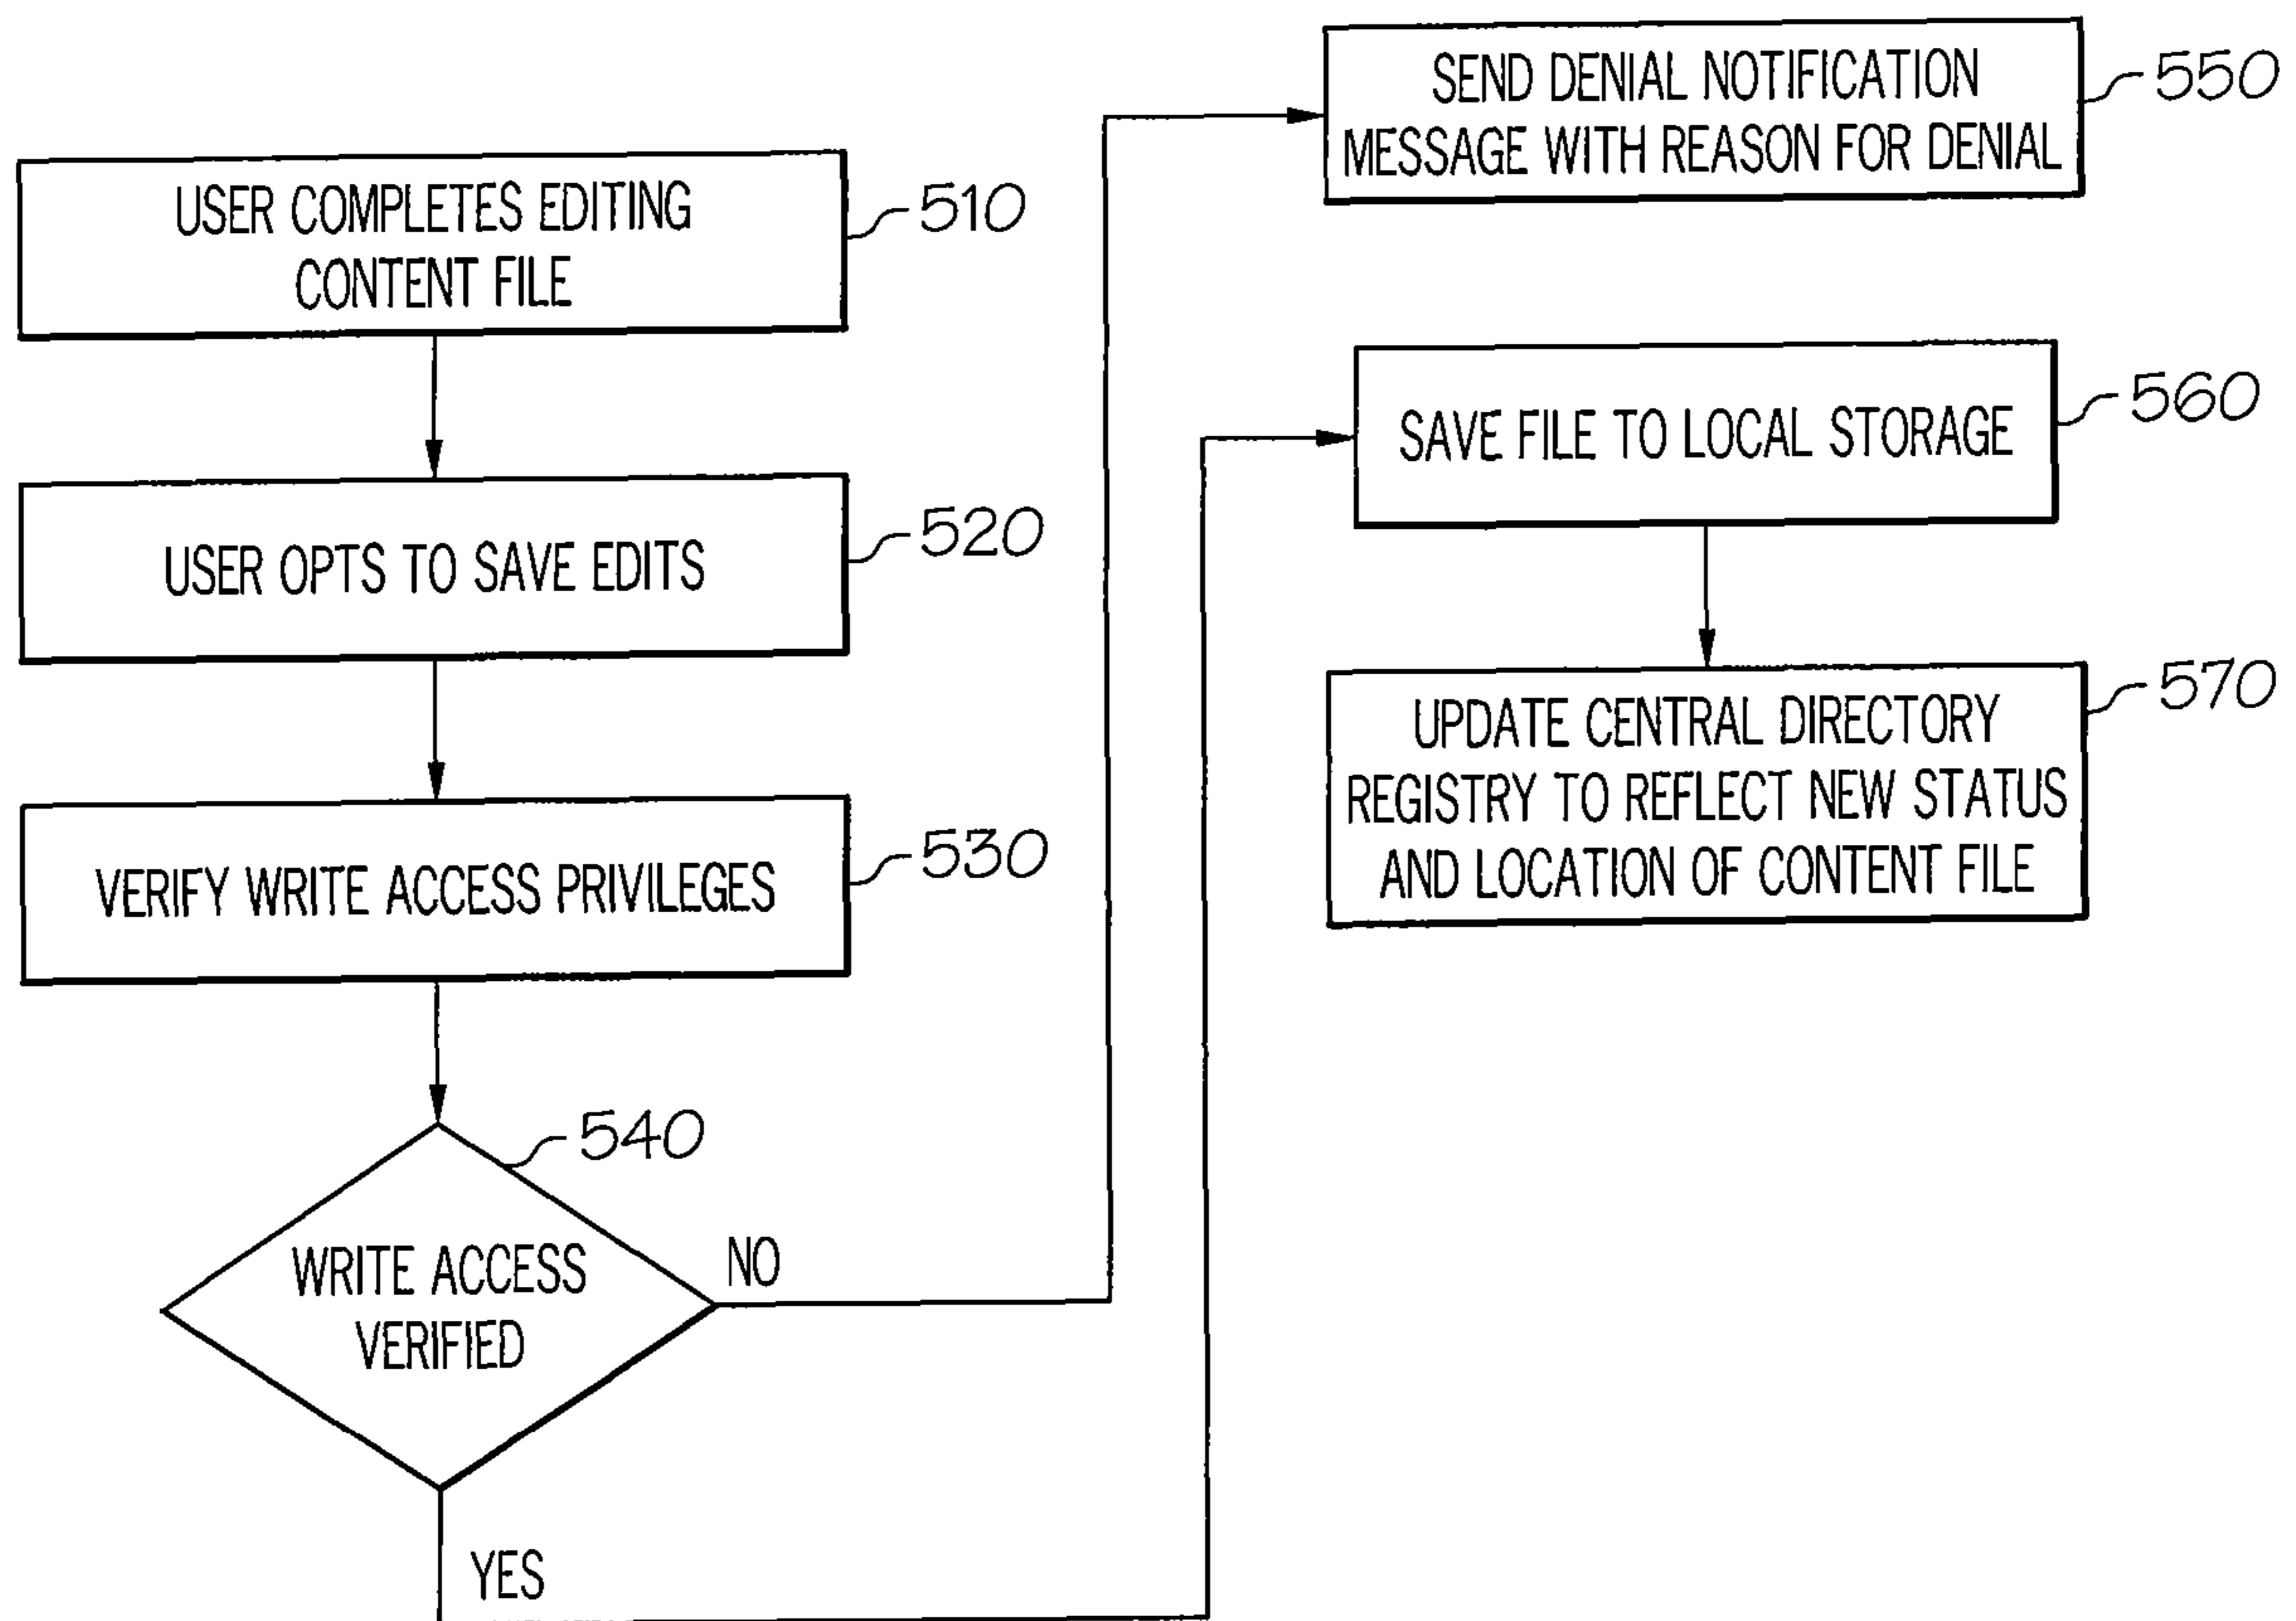 USER COMPLETES EDITING
CONTENT FILE
510
USER OPTS TO SAVE EDITS
520
VERIFY WRITE ACCESS PRIVILEGES
530
540
WRITE ACCESS
VERIFIED
NO
YES
SEND DENIAL NOTIFICATION
MESSAGE WITH REASON FOR DENIAL
550
SAVE FILE TO LOCAL STORAGE
560
UPDATE CENTRAL DIRECTORY
REGISTRY TO REFLECT NEW STATUS
AND LOCATION OF CONTENT FILE
570